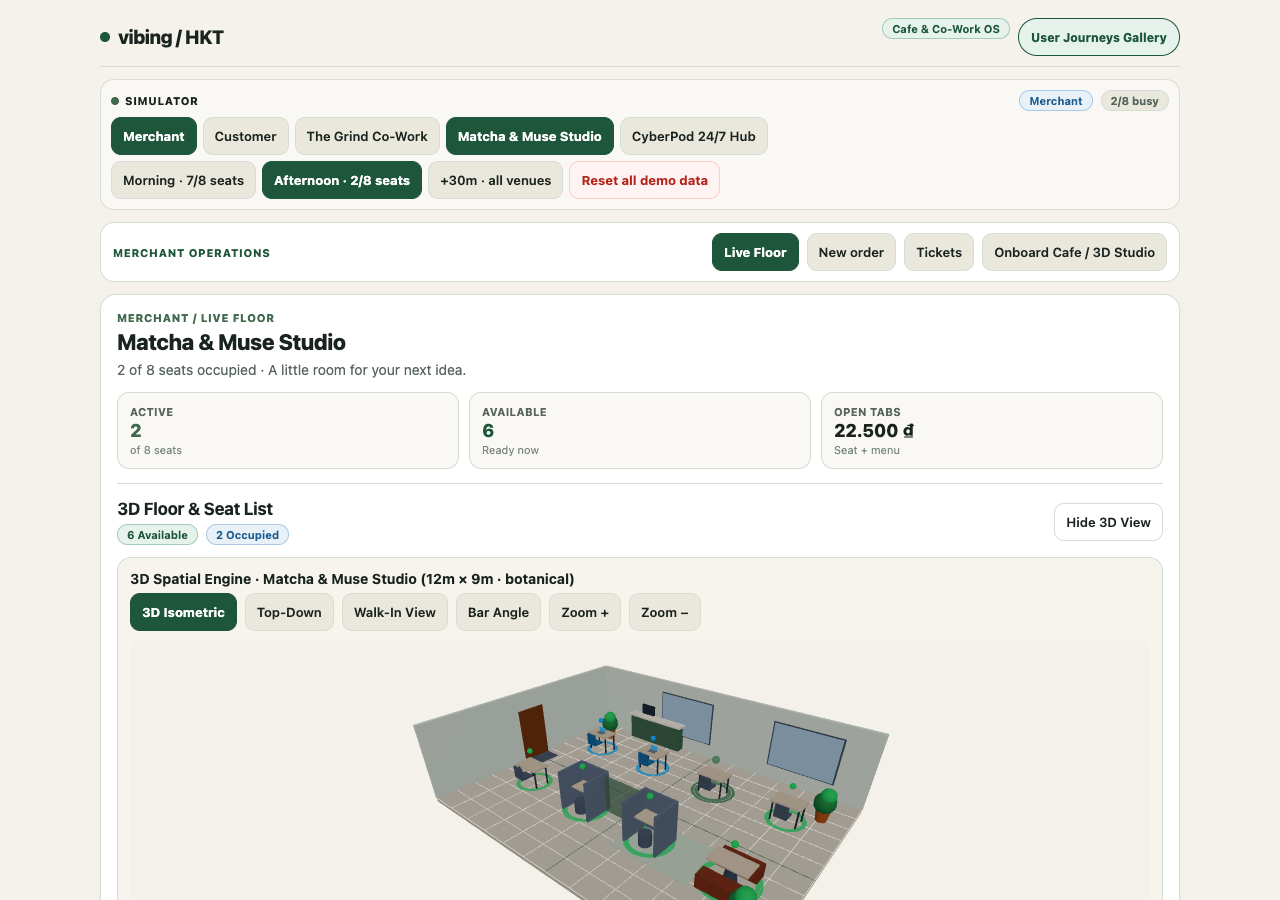 vibing / HKT
Cafe & Co-Work OS
User Journeys Gallery
SIMULATOR
Merchant
2/8 busy
Merchant
Customer
The Grind Co-Work
Matcha & Muse Studio
CyberPod 24/7 Hub
Morning · 7/8 seats
Afternoon · 2/8 seats
+30m · all venues
Reset all demo data
MERCHANT OPERATIONS
Live Floor
New order
Tickets
Onboard Cafe / 3D Studio
MERCHANT / LIVE FLOOR
Matcha & Muse Studio
2 of 8 seats occupied · A little room for your next idea.
ACTIVE
2
of 8 seats
AVAILABLE
6
Ready now
OPEN TABS
22.500 ₫
Seat + menu
3D Floor & Seat List
6 Available
2 Occupied
Hide 3D View
3D Spatial Engine · Matcha & Muse Studio (12m × 9m · botanical)
3D Isometric
Top-Down
Walk-In View
Bar Angle
Zoom +
Zoom −